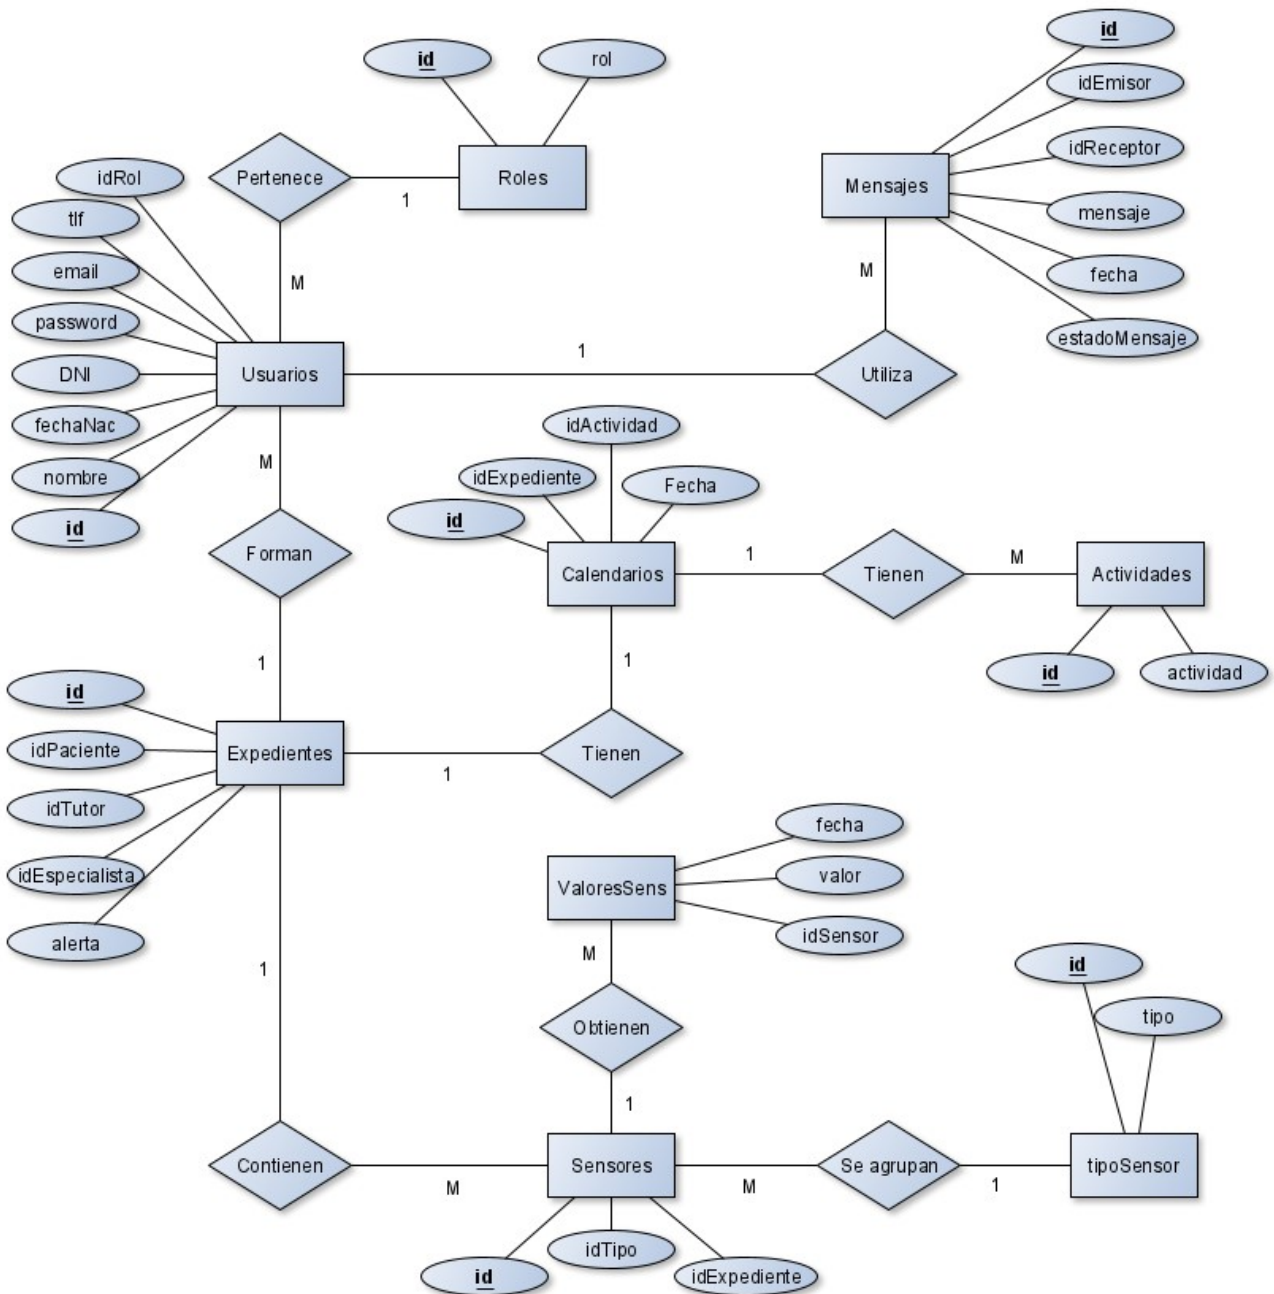 id
rol
Pertenece
1
Roles
M
id
idEmisor
idReceptor
mensaje
fecha
estadoMensaje
Mensajes
M
Utiliza
1
idRol
tlf
email
password
DNI
fechaNac
nombre
id
Usuarios
M
Forman
1
idActividad
idExpediente
Fecha
id
Calendarios
1
Tienen
M
Actividades
id
actividad
1
Tienen
1
id
idPaciente
idTutor
idEspecialista
alerta
Expedientes
1
Contienen
M
fecha
valor
idSensor
ValoresSens
M
Obtienen
1
Sensores
id
idTipo
idExpediente
M
Se agrupan
1
tipoSensor
id
tipo